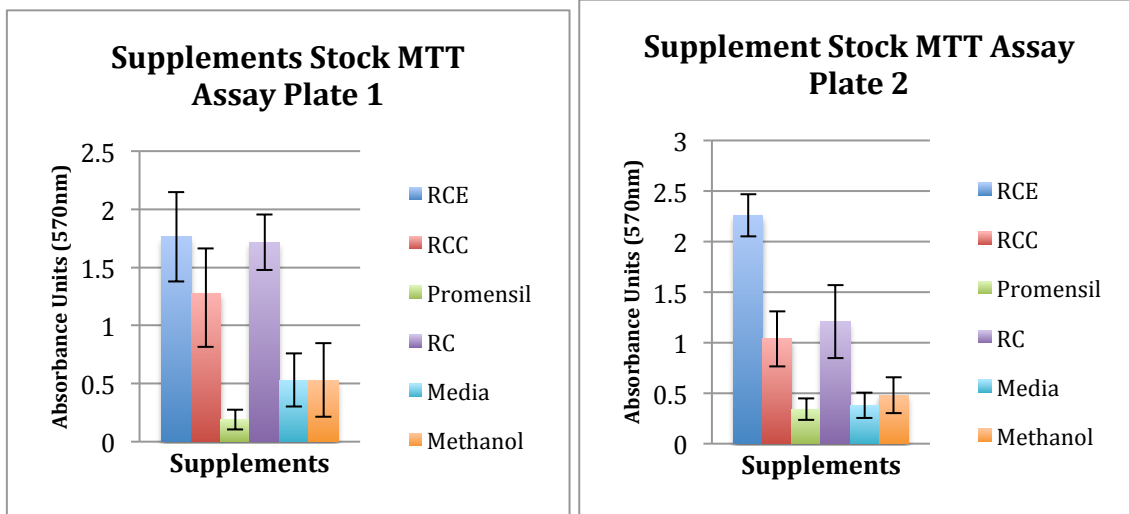 Supplements Stock MTT
Assay Plate 1
Absorbance Units (570nm)
2.5
2
1.5
1
0.5
0
Supplements
RCE
RCC
Promensil
RC
Media
Methanol
Supplement Stock MTT Assay
Plate 2
Absorbance Units (570nm)
3
2.5
2
1.5
1
0.5
0
Supplements
RCE
RCC
Promensil
RC
Media
Methanol